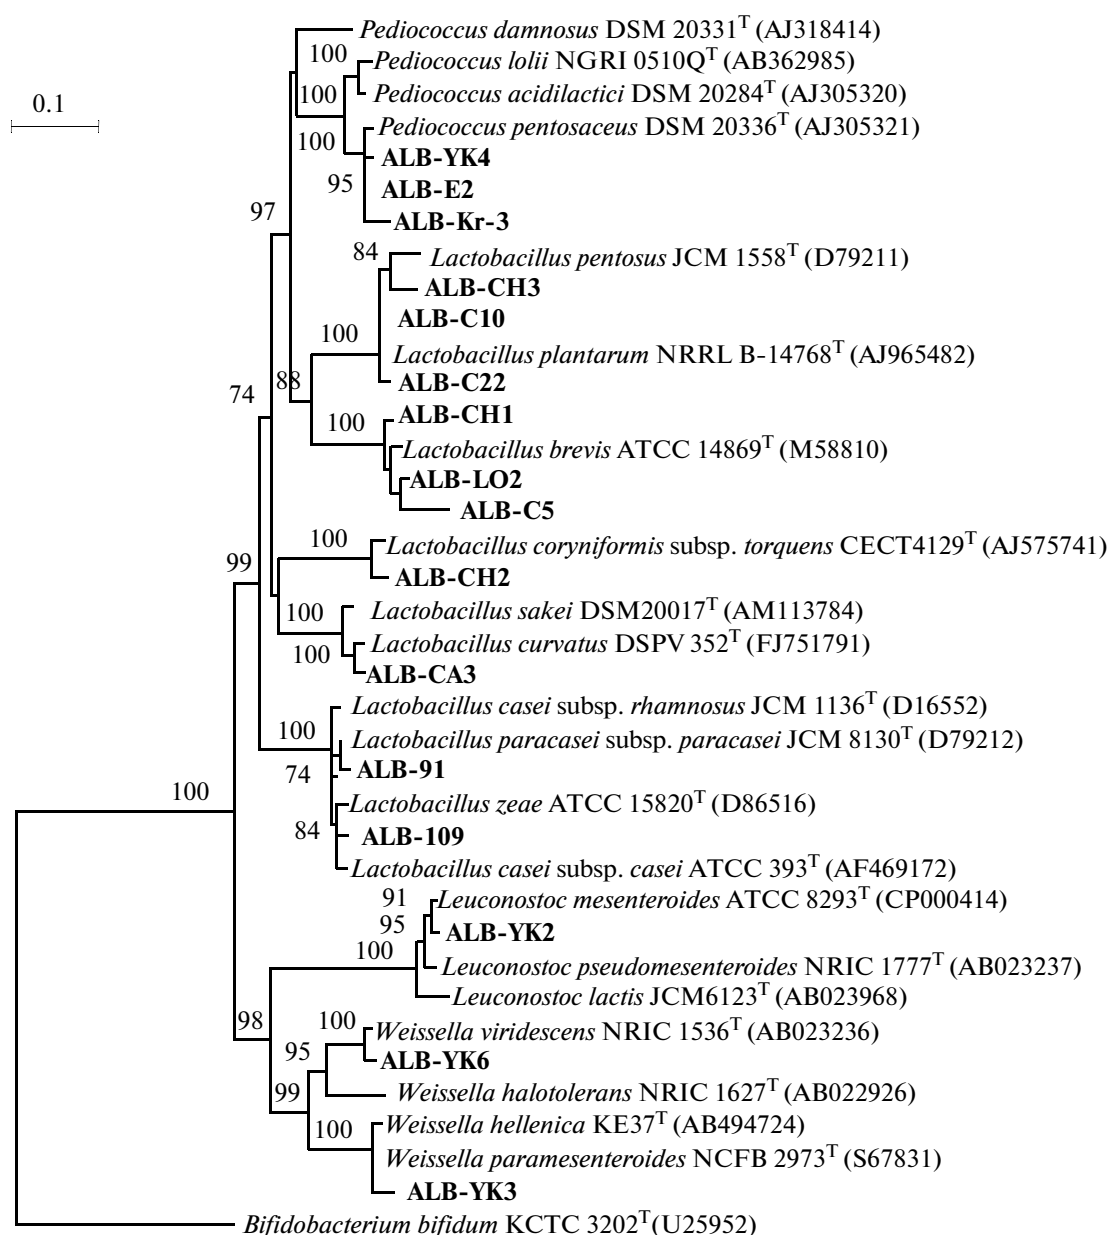 Pediococcus damnosus DSM 20331T (AJ318414)
100
Pediococcus lolii NGRI 0510QT (AB362985)
0.1
100
Pediococcus acidilactici DSM 20284T (AJ305320)
Pediococcus pentosaceus DSM 20336T (AJ305321)
100
ALB-YK4
95
ALB-E2
97
ALB-Kr-3
84
Lactobacillus pentosus JCM 1558T (D79211)
ALB-CH3
ALB-C10
100
Lactobacillus plantarum NRRL B-14768T (AJ965482)
88
ALB-C22
74
ALB-CH1
100
Lactobacillus brevis ATCC 14869T (M58810)
ALB-LO2
ALB-C5
100
Lactobacillus coryniformis subsp. torquens CECT4129T (AJ575741)
99
ALB-CH2
100
Lactobacillus sakei DSM20017T (AM113784)
Lactobacillus curvatus DSPV 352T (FJ751791)
100
ALB-CA3
Lactobacillus casei subsp. rhamnosus JCM 1136T (D16552)
100
Lactobacillus paracasei subsp. paracasei JCM 8130T (D79212)
74
ALB-91
100
Lactobacillus zeae ATCC 15820T (D86516)
84
ALB-109
Lactobacillus casei subsp. casei ATCC 393T (AF469172)
91
Leuconostoc mesenteroides ATCC 8293T (CP000414)
95
ALB-YK2
100
Leuconostoc pseudomesenteroides NRIC 1777T (AB023237)
Leuconostoc lactis JCM6123T (AB023968)
98
100
Weissella viridescens NRIC 1536T (AB023236)
95
ALB-YK6
99
Weissella halotolerans NRIC 1627T (AB022926)
100
Weissella hellenica KE37T (AB494724)
Weissella paramesenteroides NCFB 2973T (S67831)
ALB-YK3
Bifidobacterium bifidum KCTC 3202T(U25952)